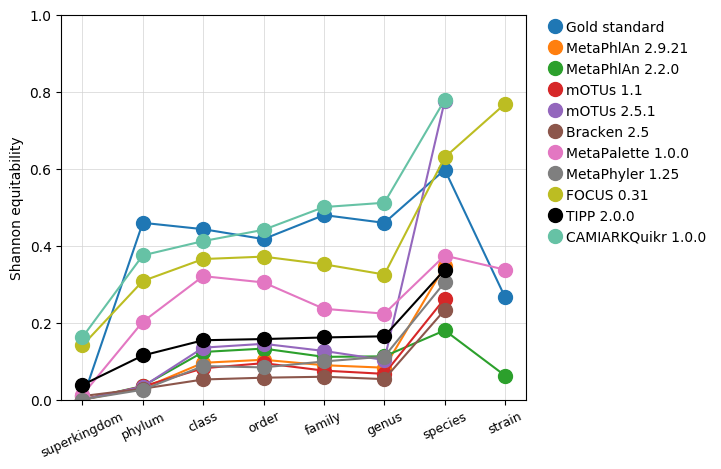 1.0
0.8
0.6
0.4
0.2
0.0
Shannon equitability
superkingdom
phylum
class
order
family
genus
species
strain
Gold standard
MetaPhlAn 2.9.21
MetaPhlAn 2.2.0
mOTUs 1.1
mOTUs 2.5.1
Bracken 2.5
MetaPalette 1.0.0
MetaPhyler 1.25
FOCUS 0.31
TIPP 2.0.0
CAMIARKQuikr 1.0.0